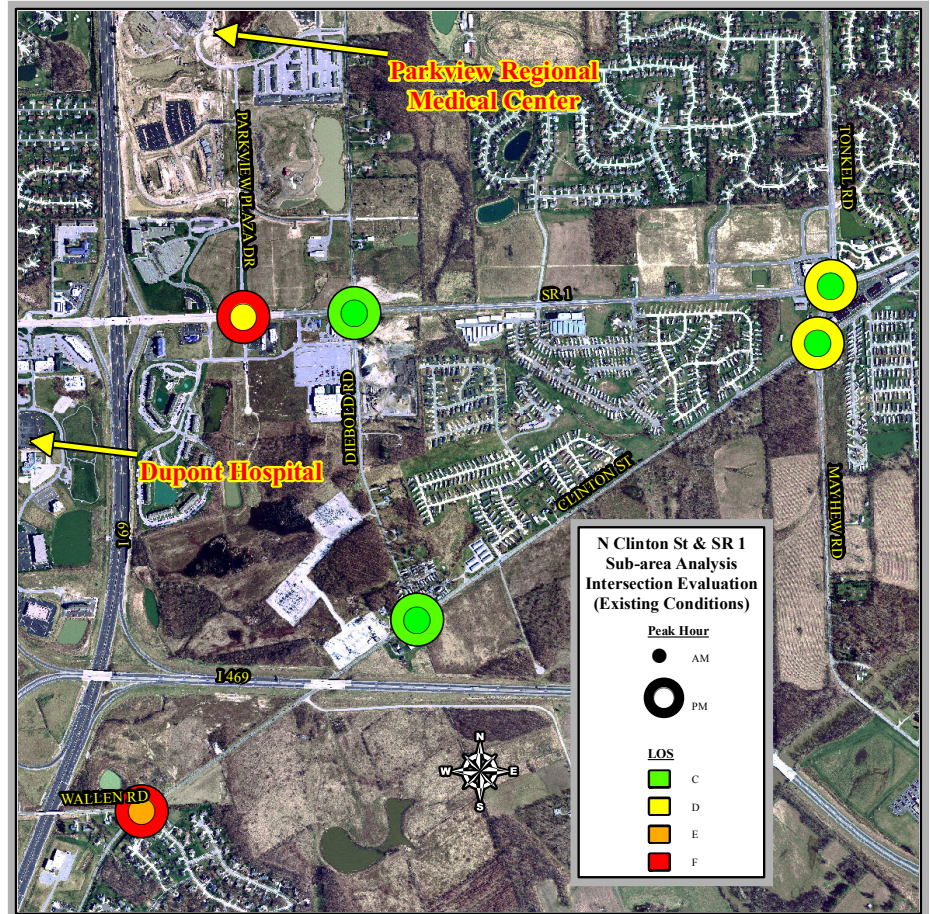 Parkview Regional
Medical Center
PARKVIEW PLAZA DR
TONKEL RD
SR 1
DIEBOLD RD
Dupont Hospital
CLINTON ST
MAYHEW RD
I 69
I 469
WALLEN RD
N
W
E
S
N Clinton St & SR 1
Sub-area Analysis
Intersection Evaluation
(Existing Conditions)
Peak Hour
AM
PM
LOS
C
D
E
F